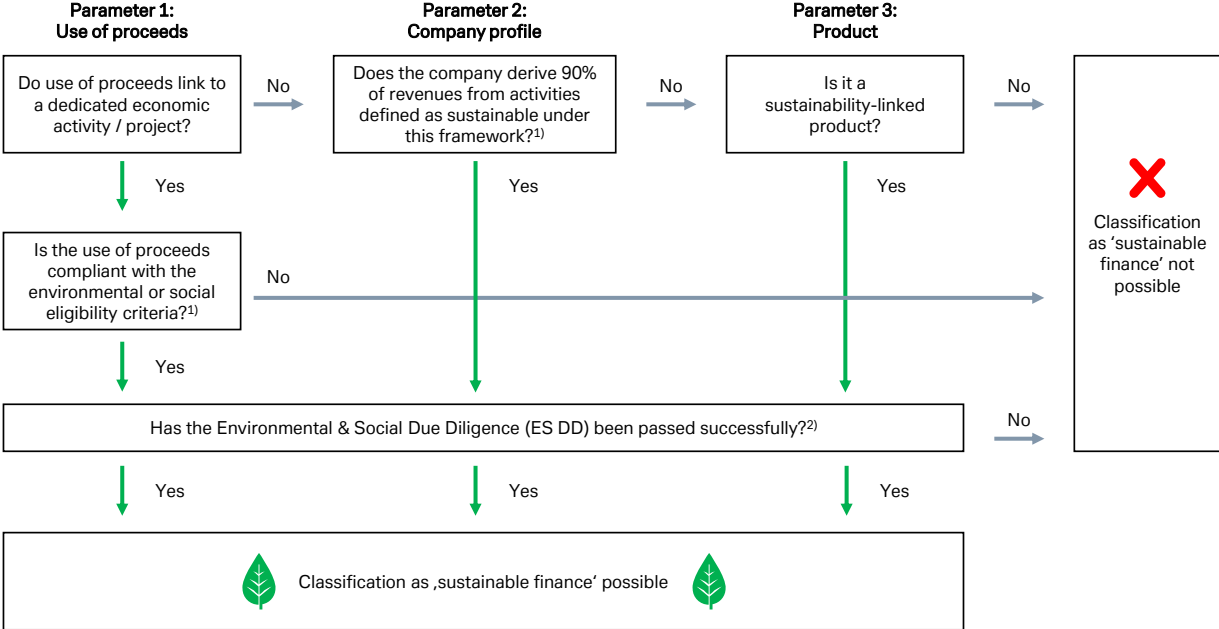 Parameter 1:
Use of proceeds
Parameter 2:
Company profile
Parameter 3:
Product
Do use of proceeds link to
a dedicated economic
activity / project?
No
Does the company derive 90%
of revenues from activities
defined as sustainable under
this framework?1)
No
Is it a
sustainability-linked
product?
No
Yes
Yes
Yes
Classification
as ‘sustainable
finance’ not
possible
Is the use of proceeds
compliant with the
environmental or social
eligibility criteria?1)
No
Yes
Has the Environmental & Social Due Diligence (ES DD) been passed successfully?2)
No
Yes
Yes
Yes
Classification as ‚sustainable finance‘ possible